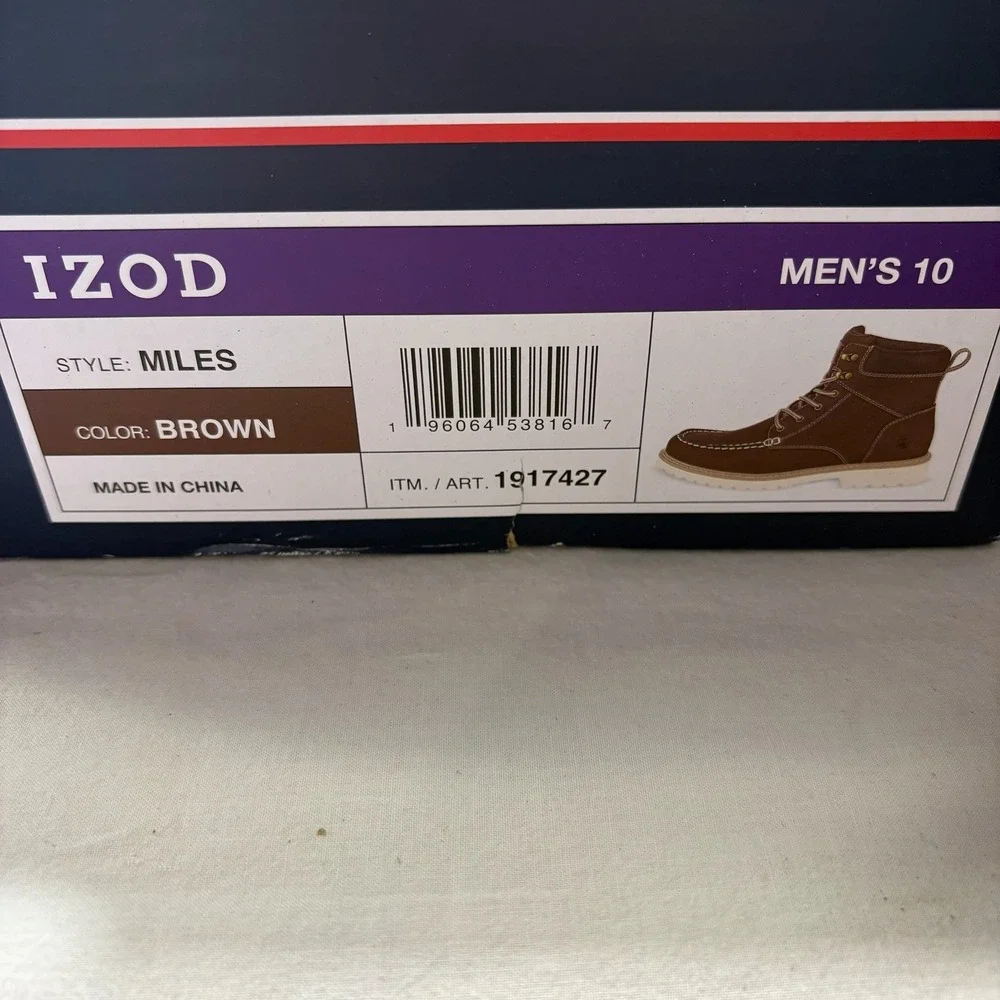 IZOD
MEN'S 10
STYLE: MILES
COLOR: BROWN
MADE IN CHINA
1 96064 53816 7
ITM. / ART. 1917427